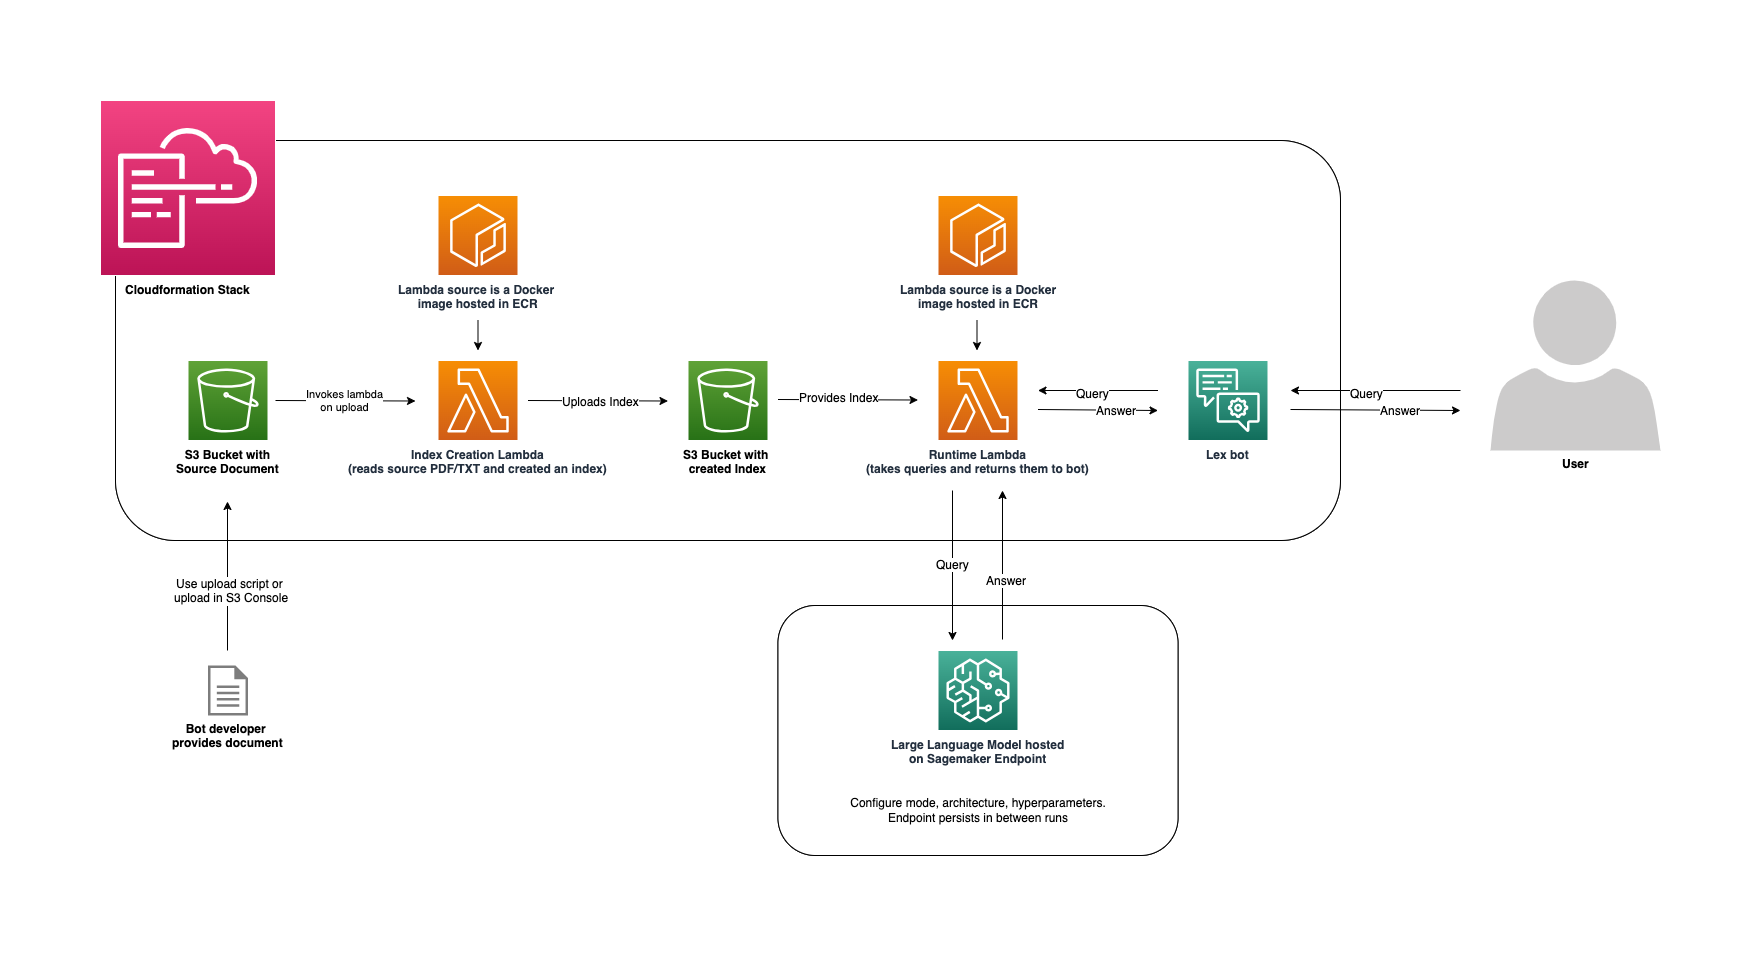 Cloudformation Stack
Lambda source is a Docker
image hosted in ECR
Lambda source is a Docker
image hosted in ECR
Invokes lambda
on upload
Uploads Index
Provides Index
Query
Answer
Query
Answer
S3 Bucket with
Source Document
Index Creation Lambda
(reads source PDF/TXT and created an index)
S3 Bucket with
created Index
Runtime Lambda
(takes queries and returns them to bot)
Lex bot
User
Query
Answer
Use upload script or
upload in S3 Console
Bot developer
provides document
Large Language Model hosted
on Sagemaker Endpoint
Configure mode, architecture, hyperparameters.
Endpoint persists in between runs